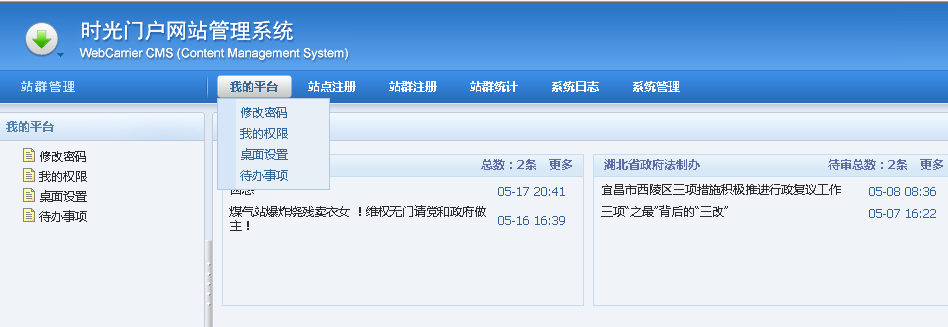 时光门户网站管理系统
WebCarrier CMS (Content Management System)
站群管理
我的平台 站点注册 站群注册 站群统计 系统日志 系统管理
修改密码
我的权限
桌面设置
待办事项
我的平台
修改密码
我的权限
桌面设置
待办事项
总数：2条 更多
05-17 20:41
煤气站爆炸烧残卖衣女 ！维权无门请党和政府做
主！
05-16 16:39
湖北省政府法制办 待审总数：2条 更多
宜昌市西陵区三项措施积极推进行政复议工作 05-08 08:36
三项“之最”背后的“三改” 05-07 16:22